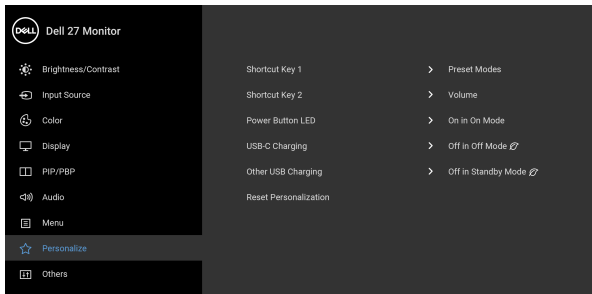 DELL Dell 27 Monitor
Brightness/Contrast
Input Source
Color
Display
PIP/PBP
Audio
Menu
Personalize
Others
Shortcut Key 1 > Preset Modes
Shortcut Key 2 > Volume
Power Button LED > On in On Mode
USB-C Charging > Off in Off Mode
Other USB Charging > Off in Standby Mode
Reset Personalization